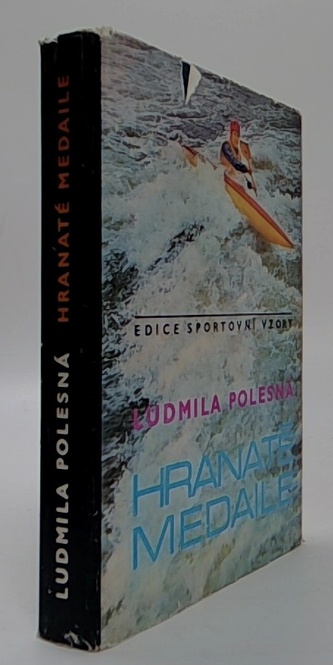 LUDMILA POLESNÁ HRANATÉ MEDAILE
EDICE SPORTOVNÍ VZORY
LUDMILA POLESNÁ
HRANATÉ
MEDAILE